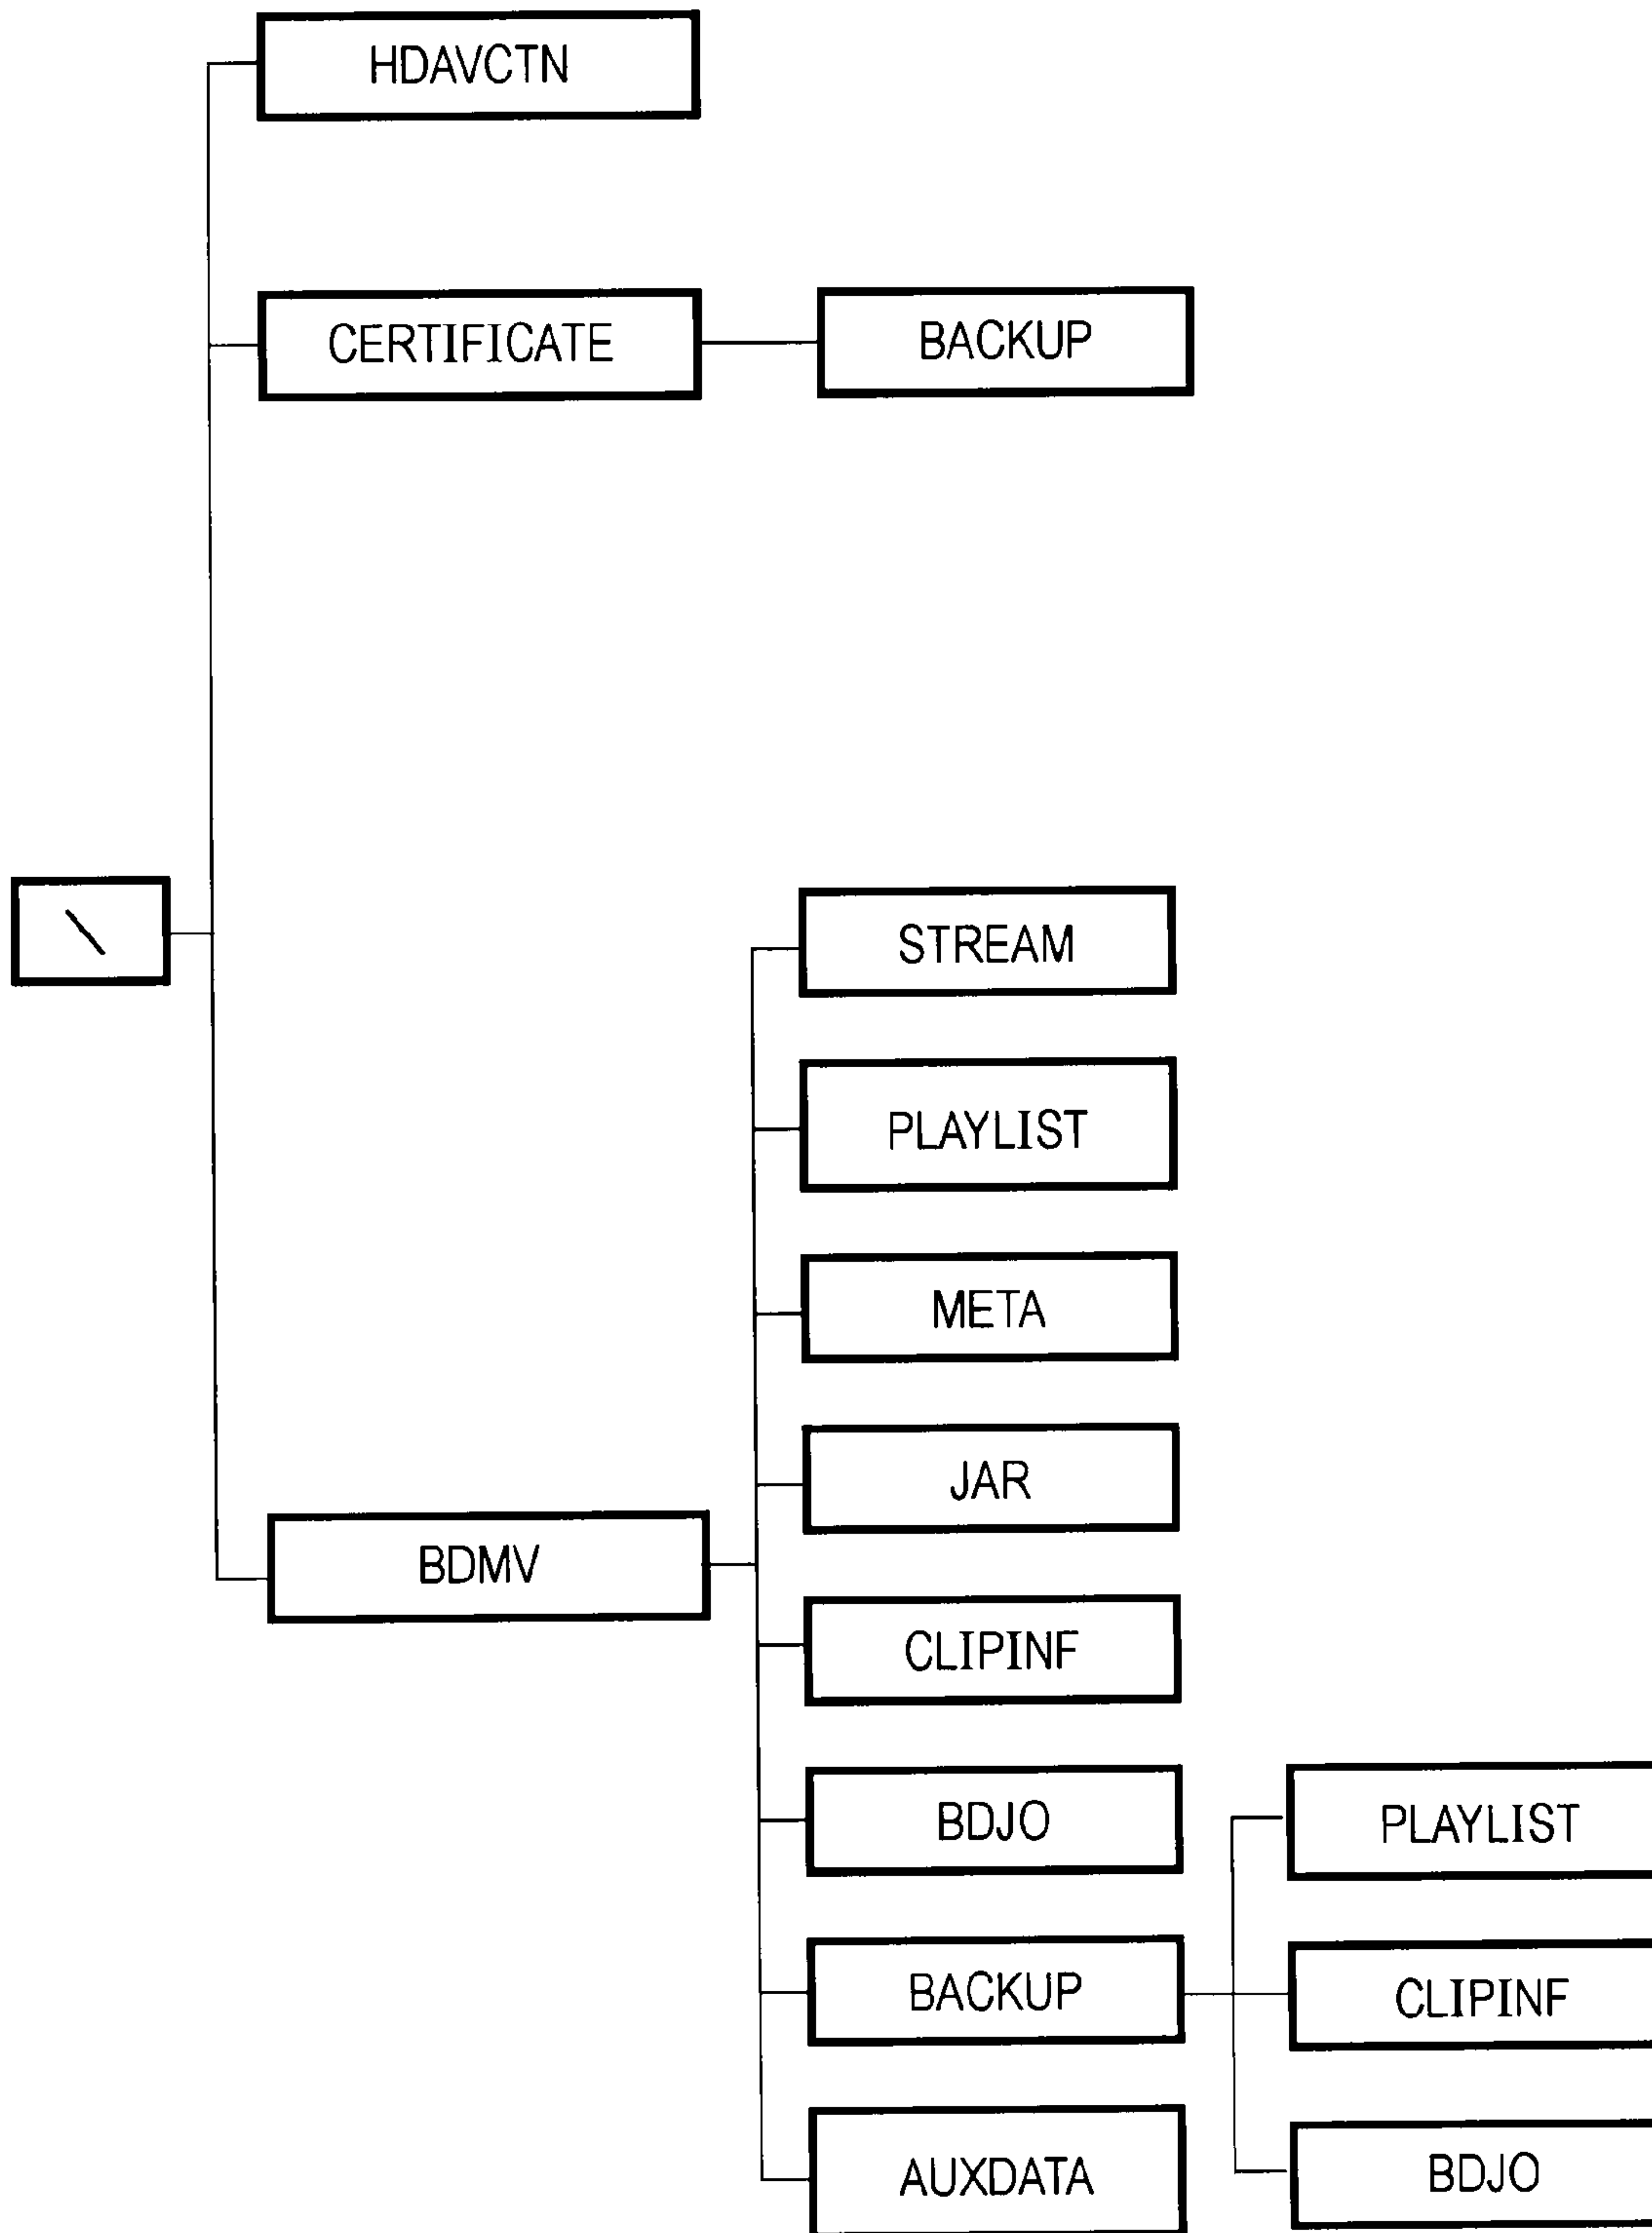 HDAVCTN
CERTIFICATE
BACKUP
\
STREAM
PLAYLIST
META
JAR
BDMV
CLIPINF
BDJO
PLAYLIST
BACKUP
CLIPINF
AUXDATA
BDJO